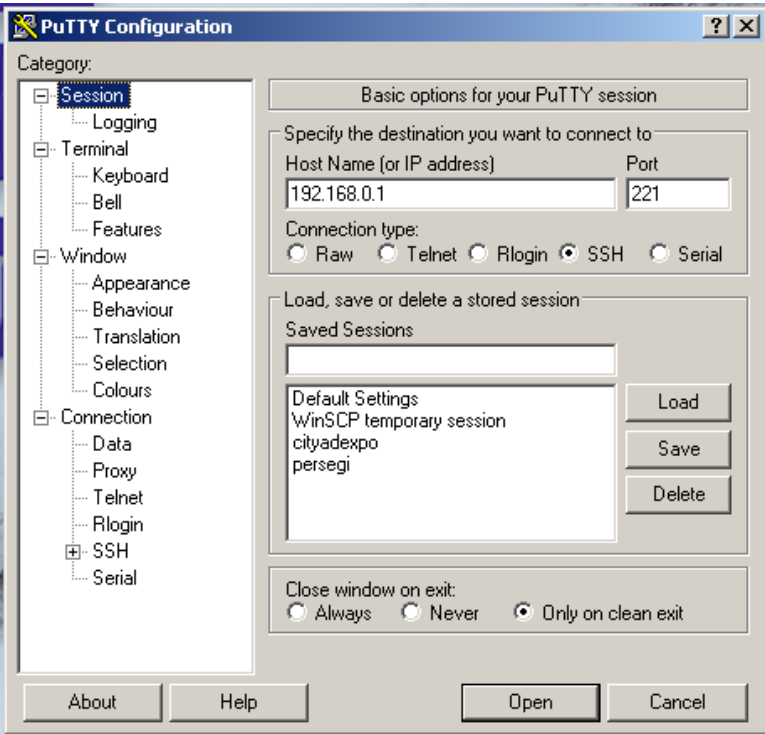 PuTTY Configuration
Category:
Session
Logging
Terminal
Keyboard
Bell
Features
Window
Appearance
Behaviour
Translation
Selection
Colours
Connection
Data
Proxy
Telnet
Rlogin
SSH
Serial
Basic options for your PuTTY session
Specify the destination you want to connect to
Host Name (or IP address) Port
192.168.0.1 221
Connection type:
Raw Telnet Rlogin SSH Serial
Load, save or delete a stored session
Saved Sessions
Default Settings
WinSCP temporary session
cityadexpo
persegi
Load
Save
Delete
Close window on exit:
Always Never Only on clean exit
About Help Open Cancel